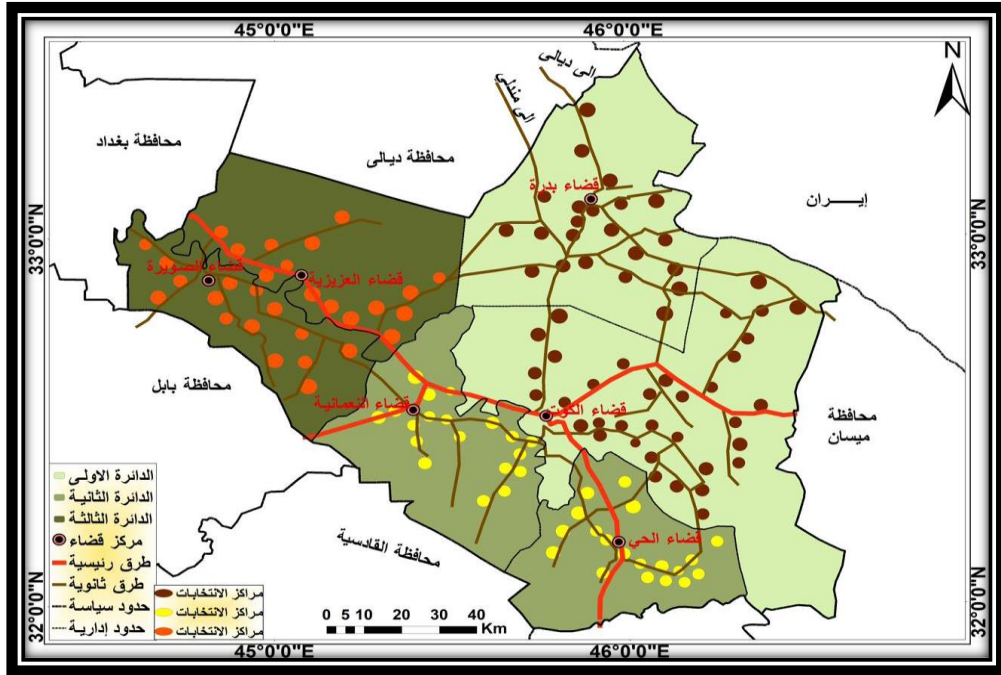 45°0'0"E
46°0'0"E
N
الى ديالى
الى مندلي
محافظة بغداد
محافظة ديالى
قضاء بدرة
إيـــــران
33°0'0"N
33°0'0"N
قضاء الصويرة
قضاء العزيزية
محافظة بابل
قضاء النعمانية
قضاء الكوت
محافظة
ميسان
الدائرة الاولى
الدائرة الثانية
الدائرة الثالثة
مركز قضاء
طرق رئيسية
طرق ثانوية
حدود سياسة
حدود إدارية
مراكز الانتخابات
مراكز الانتخابات
مراكز الانتخابات
محافظة القادسية
قضاء الحي
0 5 10 20 30 40
Km
32°0'0"N
32°0'0"N
45°0'0"E
46°0'0"E